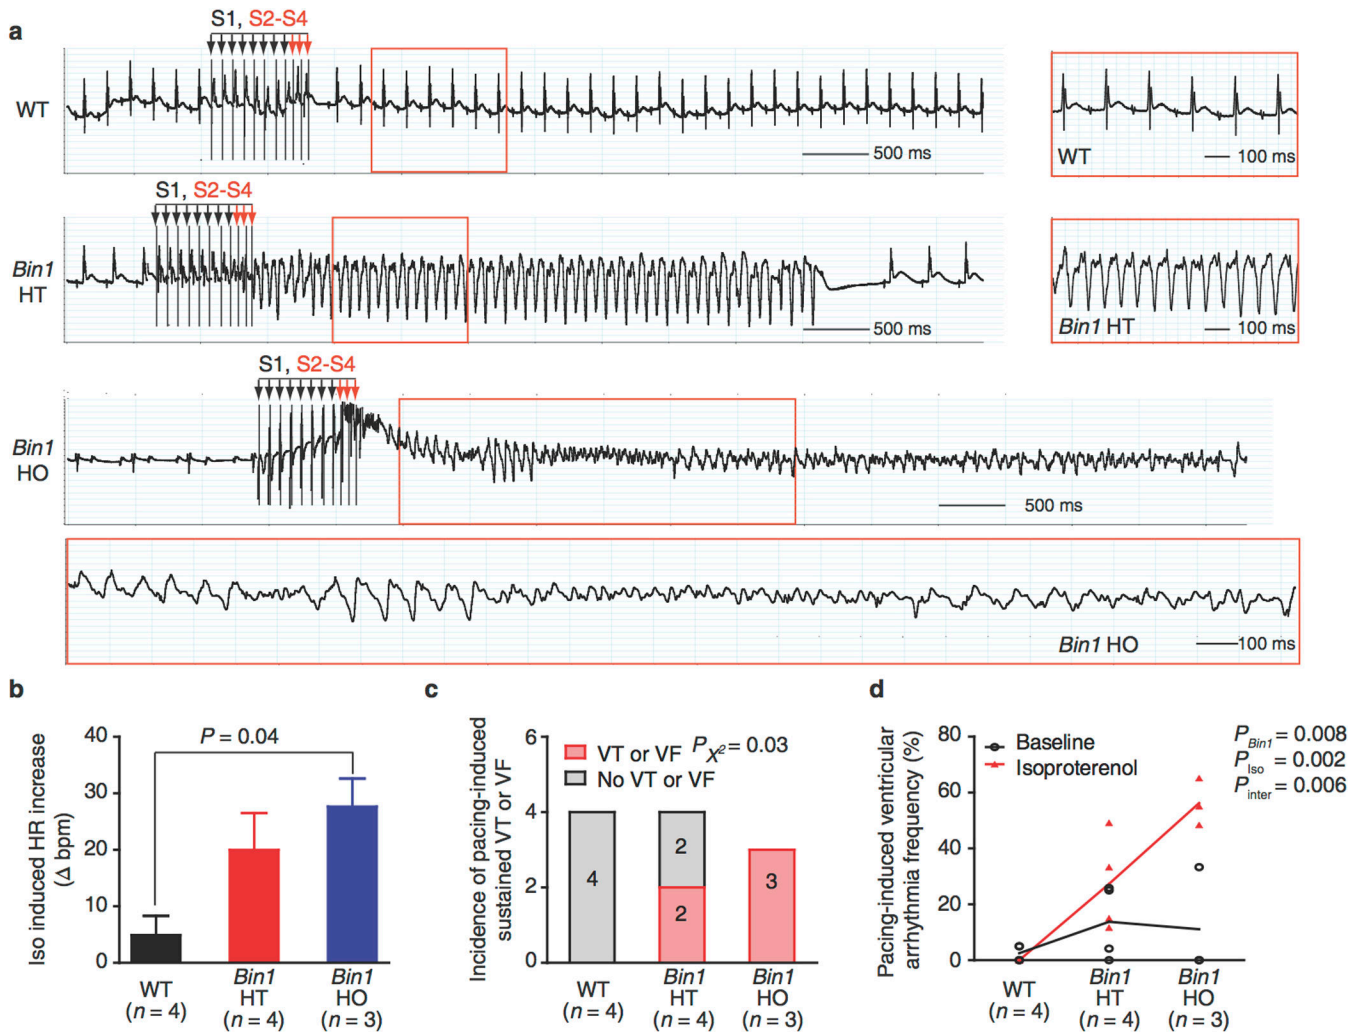 a
S1, S2-S4
WT
500 ms
WT
100 ms
S1, S2-S4
Bin1
HT
500 ms
Bin1 HT
100 ms
S1, S2-S4
Bin1
HO
500 ms
Bin1 HO
100 ms
b
Iso induced HR increase
(Δ bpm)
40
30
20
10
0
P = 0.04
WT
(n = 4)
Bin1
HT
(n = 4)
Bin1
HO
(n = 3)
c
Incidence of pacing-induced
sustained VT or VF
6
4
2
0
VT or VF
No VT or VF
PX² = 0.03
4
2
2
3
WT
(n = 4)
Bin1
HT
(n = 4)
Bin1
HO
(n = 3)
d
Pacing-induced ventricular
arrhythmia frequency (%)
80
60
40
20
0
Baseline
Isoproterenol
PBin1 = 0.008
PIso = 0.002
Pinter = 0.006
WT
(n = 4)
Bin1
HT
(n = 4)
Bin1
HO
(n = 3)